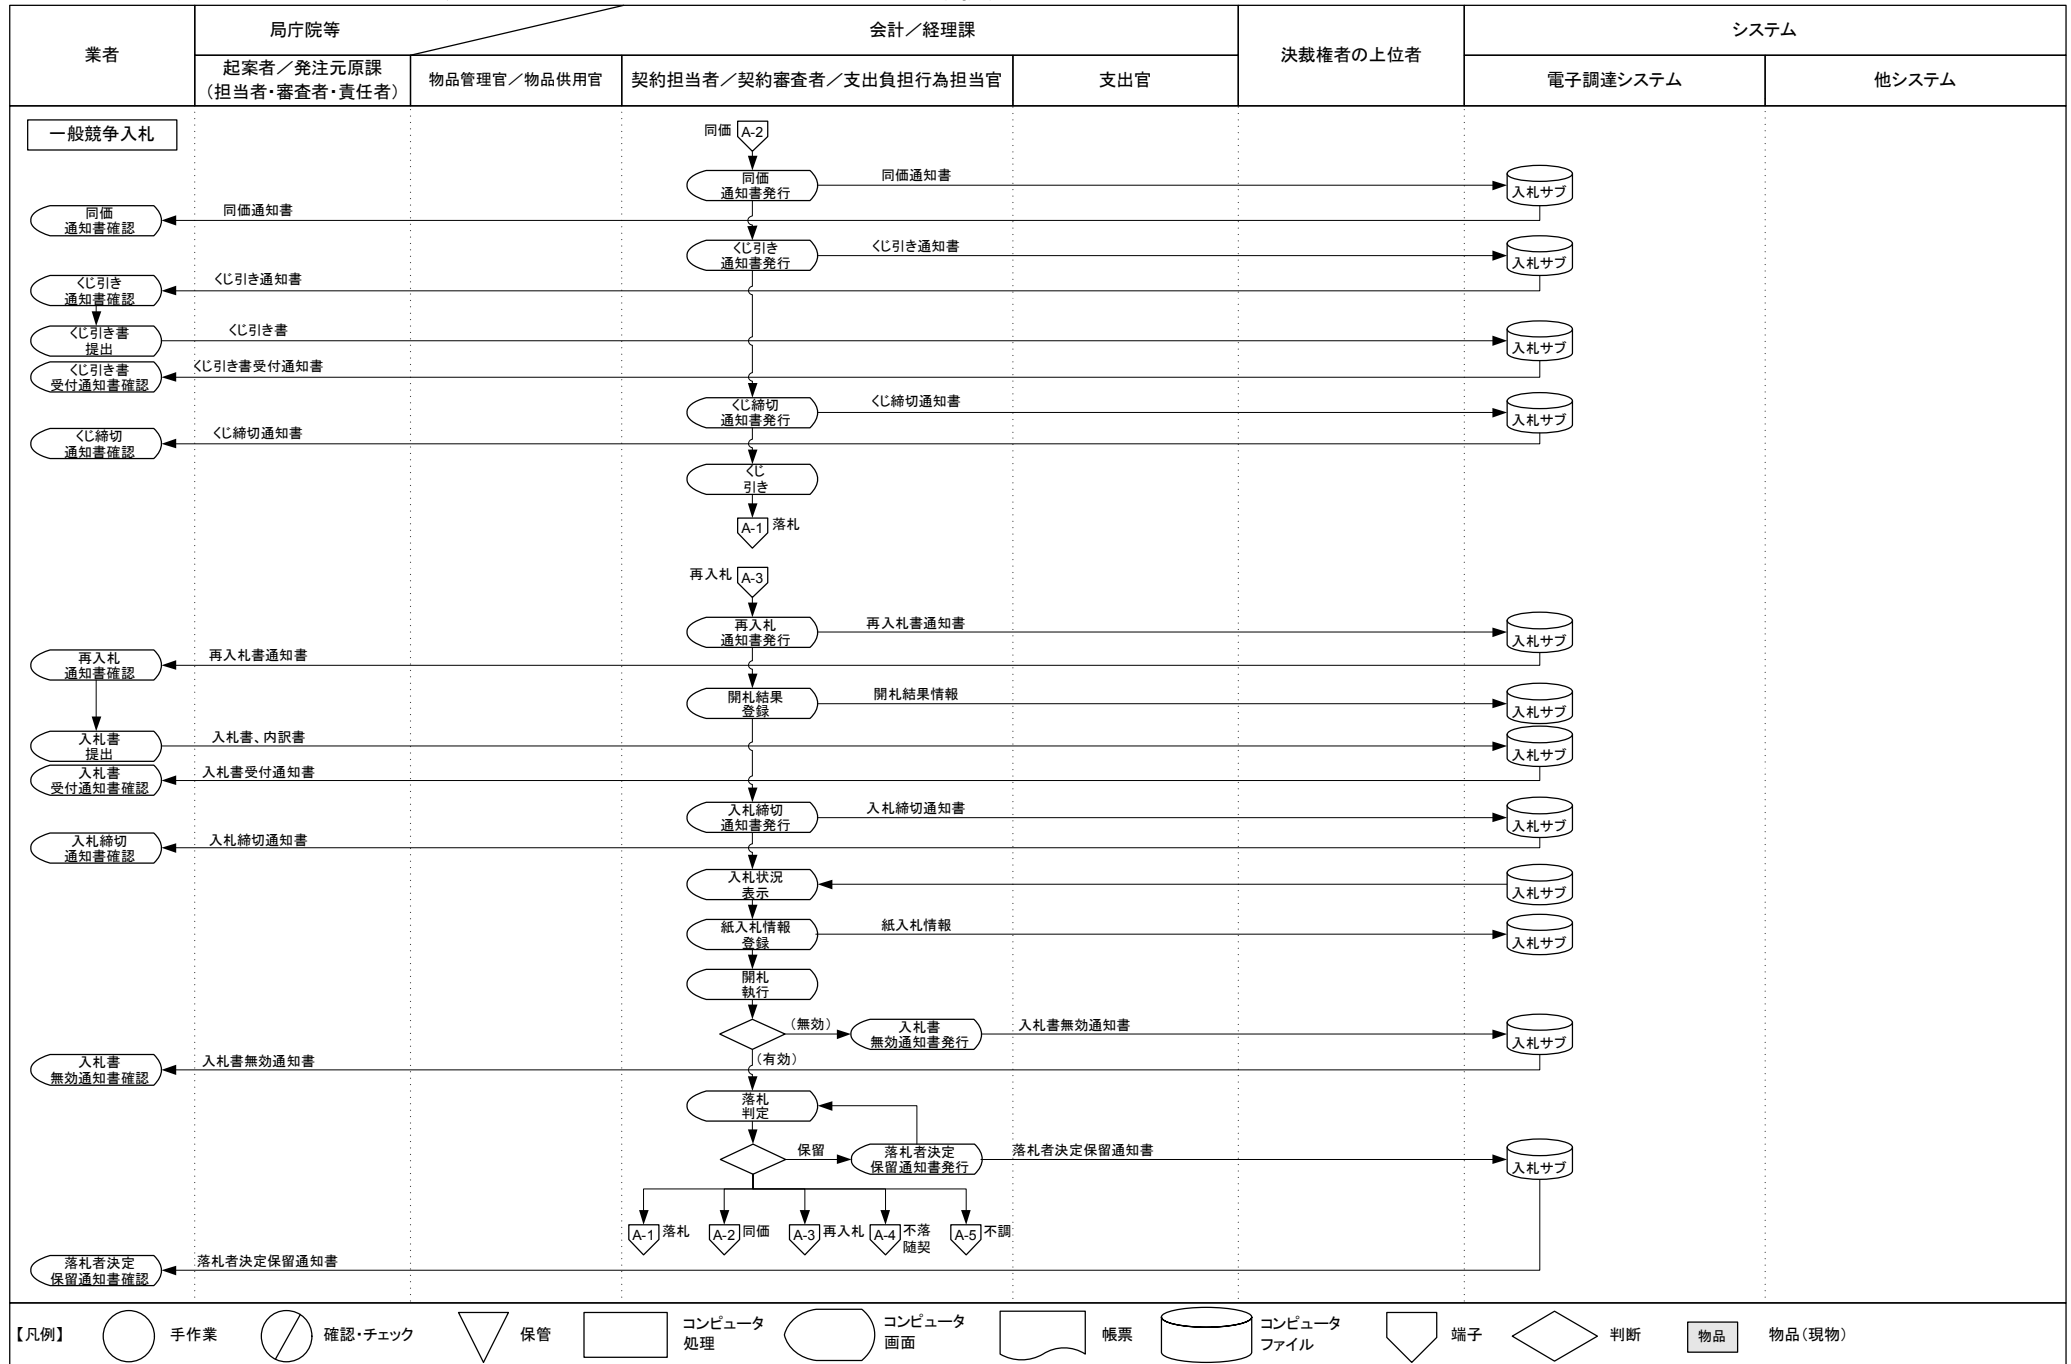 業者
局庁院等
会計／経理課
決裁権者の上位者
システム
起案者／発注元原課
（担当者・審査者・責任者）
物品管理官／物品供用官
契約担当者／契約審査者／支出負担行為担当官
支出官
電子調達システム
他システム
一般競争入札
同価
A-2
同価
通知書発行
同価通知書
入札サブ
同価
通知書確認
同価通知書
くじ引き
通知書発行
くじ引き通知書
入札サブ
くじ引き
通知書確認
くじ引き通知書
くじ引き書
提出
くじ引き書
入札サブ
くじ引き書
受付通知書確認
くじ引き書受付通知書
くじ締切
通知書発行
くじ締切通知書
入札サブ
くじ締切
通知書確認
くじ締切通知書
くじ
引き
A-1
落札
再入札
A-3
再入札
通知書発行
再入札書通知書
入札サブ
再入札
通知書確認
再入札書通知書
開札結果
登録
開札結果情報
入札サブ
入札書
提出
入札書、内訳書
入札サブ
入札書
受付通知書確認
入札書受付通知書
入札締切
通知書発行
入札締切通知書
入札サブ
入札締切
通知書確認
入札締切通知書
入札状況
表示
入札サブ
紙入札情報
登録
紙入札情報
入札サブ
開札
執行
（無効）
入札書
無効通知書発行
入札書無効通知書
入札サブ
（有効）
入札書
無効通知書確認
入札書無効通知書
落札
判定
保留
落札者決定
保留通知書発行
落札者決定保留通知書
入札サブ
A-1
落札
A-2
同価
A-3
再入札
A-4
不落
随契
A-5
不調
落札者決定
保留通知書確認
落札者決定保留通知書
【凡例】
手作業
確認・チェック
保管
コンピュータ
処理
コンピュータ
画面
帳票
コンピュータ
ファイル
端子
判断
物品
物品（現物）